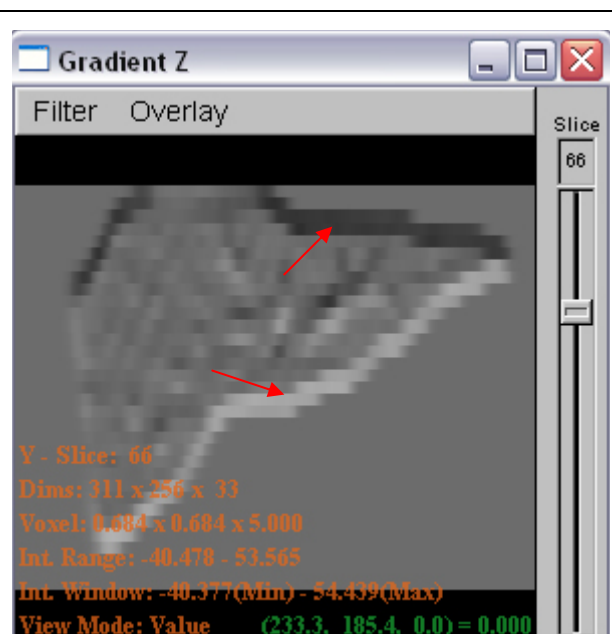 Gradient Z
Filter Overlay
Slice
66
Y - Slice: 66
Dims: 311 x 256 x 33
Voxel: 0.684 x 0.684 x 5.000
Int. Range: -40.478 - 53.565
Int. Window: -40.377(Min) - 54.439(Max)
View Mode: Value (233.3, 185.4, 0.0) = 0.000